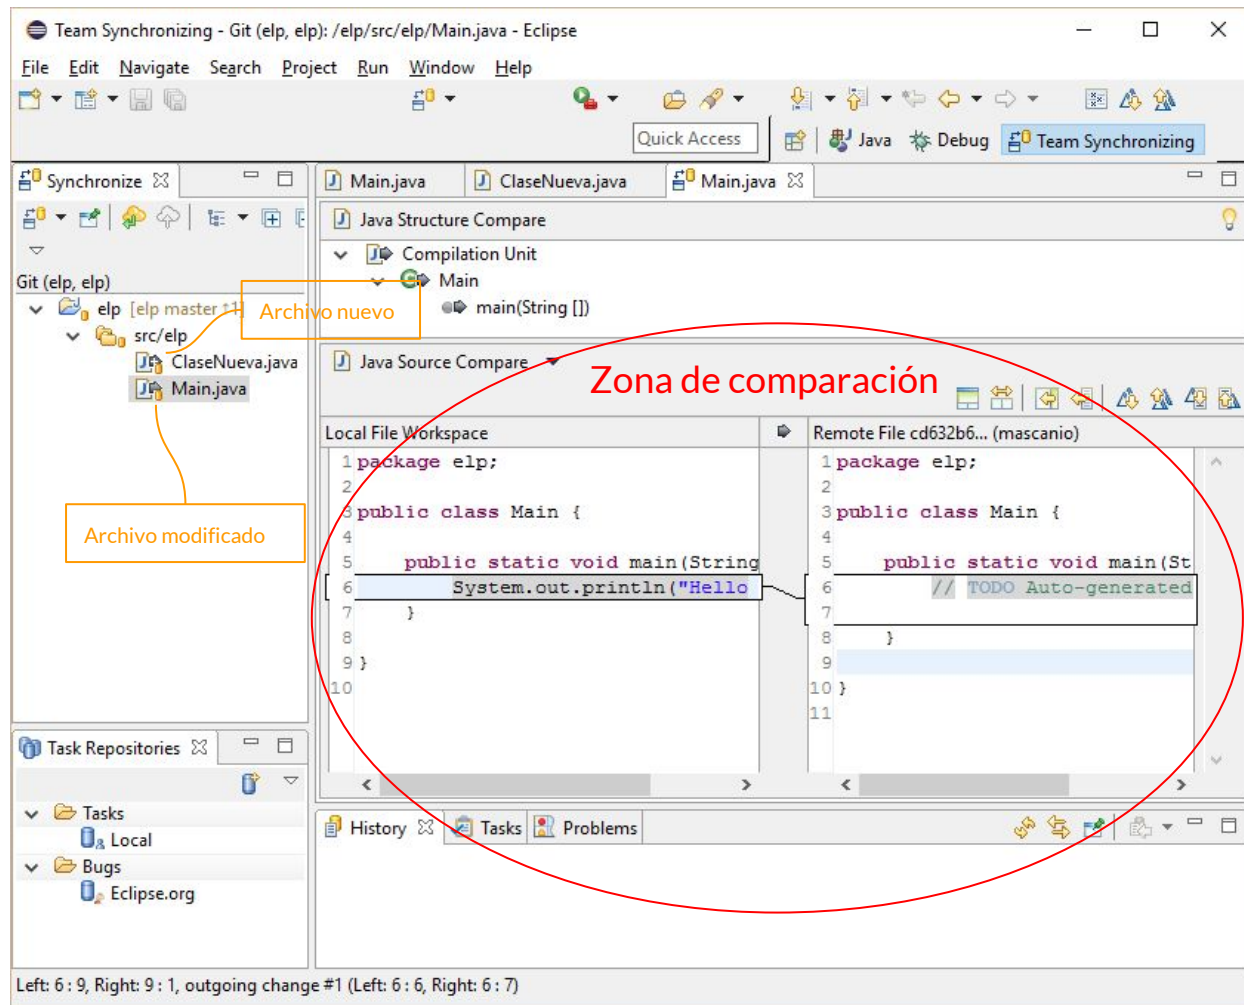 Team Synchronizing - Git (elp, elp): /elp/src/elp/Main.java - Eclipse
File Edit Navigate Search Project Run Window Help
Quick Access
Java Debug Team Synchronizing
Synchronize
Git (elp, elp)
elp [elp master ↑1]
src/elp
ClaseNueva.java
Main.java
Archivo nuevo
Archivo modificado
Main.java ClaseNueva.java Main.java
Java Structure Compare
Compilation Unit
Main
main(String [])
Java Source Compare
Zona de comparación
Local File Workspace
1 package elp;
2
3 public class Main {
4
5 public static void main(String
6 System.out.println("Hello
7 }
8
9 }
10
Remote File cd632b6... (mascanio)
1 package elp;
2
3 public class Main {
4
5 public static void main(St
6 // TODO Auto-generated
7
8 }
9
10 }
11
Task Repositories
Tasks
Local
Bugs
Eclipse.org
History Tasks Problems
Left: 6 : 9, Right: 9 : 1, outgoing change #1 (Left: 6 : 6, Right: 6 : 7)